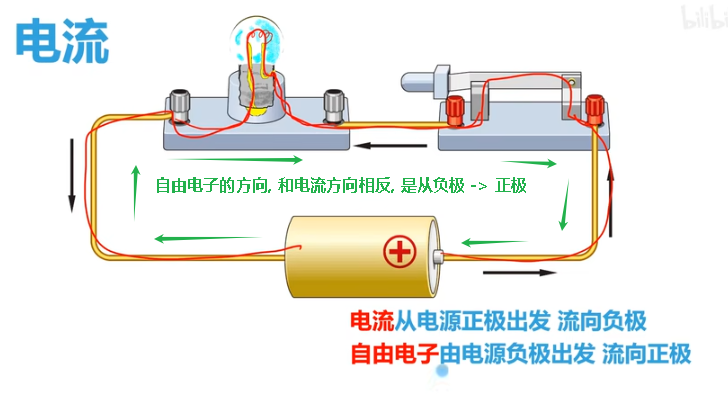 电流
bilibili
自由电子的方向, 和电流方向相反, 是从负极 -> 正极
+
电流从电源正极出发 流向负极
自由电子由电源负极出发 流向正极